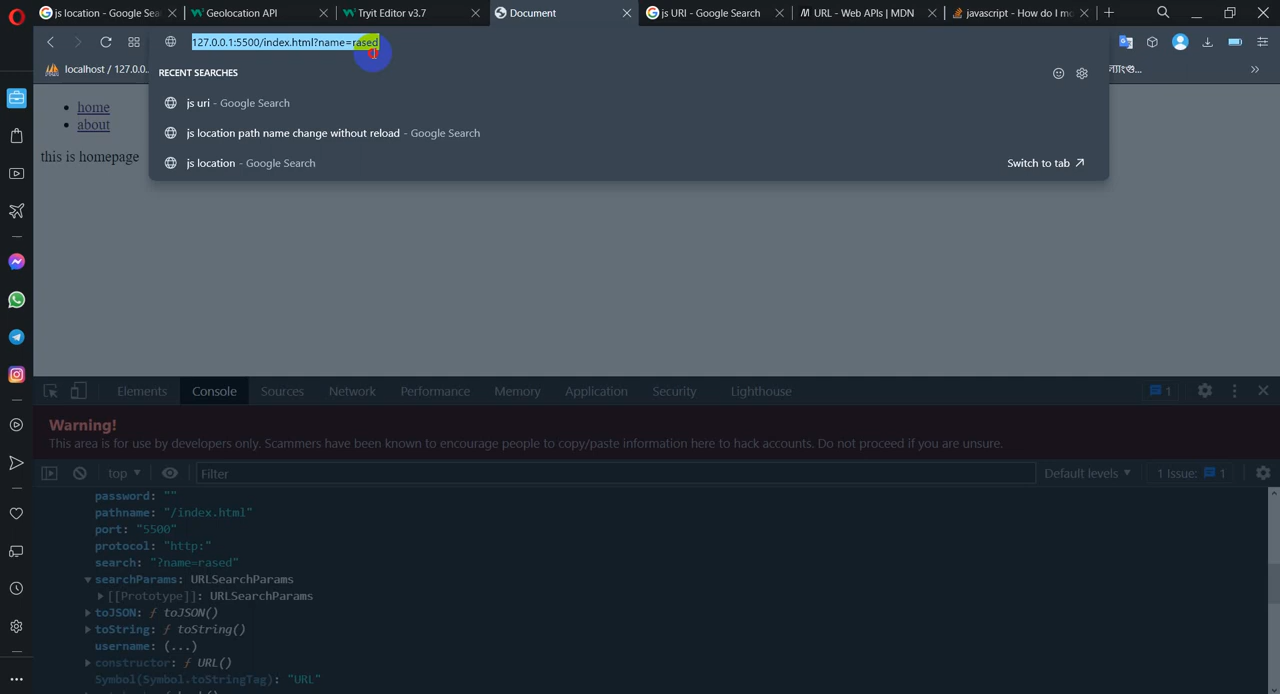 js location - Google Sea
Geolocation API
Tryit Editor v3.7
Document
js URI - Google Search
URL - Web APIs | MDN
javascript - How do I mo
127.0.0.1:5500/index.html?name=rased
localhost / 127.0.0...
RECENT SEARCHES
js uri - Google Search
js location path name change without reload - Google Search
js location - Google Search
Switch to tab
home
about
this is homepage
Elements
Console
Sources
Network
Performance
Memory
Application
Security
Lighthouse
1
Warning!
This area is for use by developers only. Scammers have been known to encourage people to copy/paste information here to hack accounts. Do not proceed if you are unsure.
top
Filter
Default levels
1 Issue: 1
password: ""
pathname: "/index.html"
port: "5500"
protocol: "http:"
search: "?name=rased"
searchParams: URLSearchParams
[[Prototype]]: URLSearchParams
toJSON: ƒ toJSON()
toString: ƒ toString()
username: (...)
constructor: ƒ URL()
Symbol(Symbol.toStringTag): "URL"